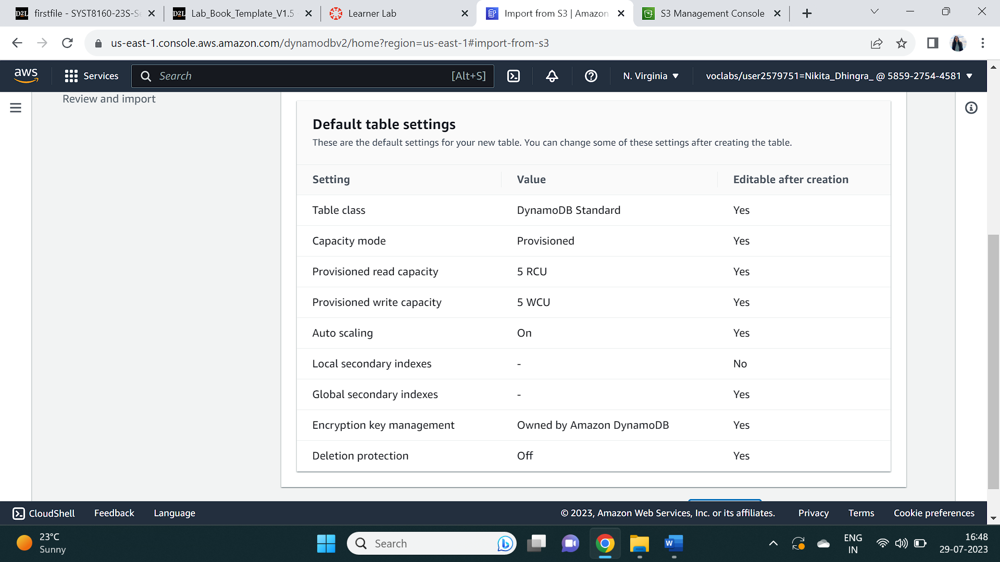 D2L firstfile - SYST8160-23S-Se
D2L Lab_Book_Template_V1.5
Learner Lab
Import from S3 | Amazon
S3 Management Console
us-east-1.console.aws.amazon.com/dynamodbv2/home?region=us-east-1#import-from-s3
aws
Services
Search
[Alt+S]
N. Virginia
voclabs/user2579751=Nikita_Dhingra_ @ 5859-2754-4581
Review and import
Default table settings
These are the default settings for your new table. You can change some of these settings after creating the table.
Setting Value Editable after creation
Table class DynamoDB Standard Yes
Capacity mode Provisioned Yes
Provisioned read capacity 5 RCU Yes
Provisioned write capacity 5 WCU Yes
Auto scaling On Yes
Local secondary indexes - No
Global secondary indexes - Yes
Encryption key management Owned by Amazon DynamoDB Yes
Deletion protection Off Yes
CloudShell Feedback Language
© 2023, Amazon Web Services, Inc. or its affiliates. Privacy Terms Cookie preferences
23°C
Sunny
Search
W
ENG
IN
16:48
29-07-2023